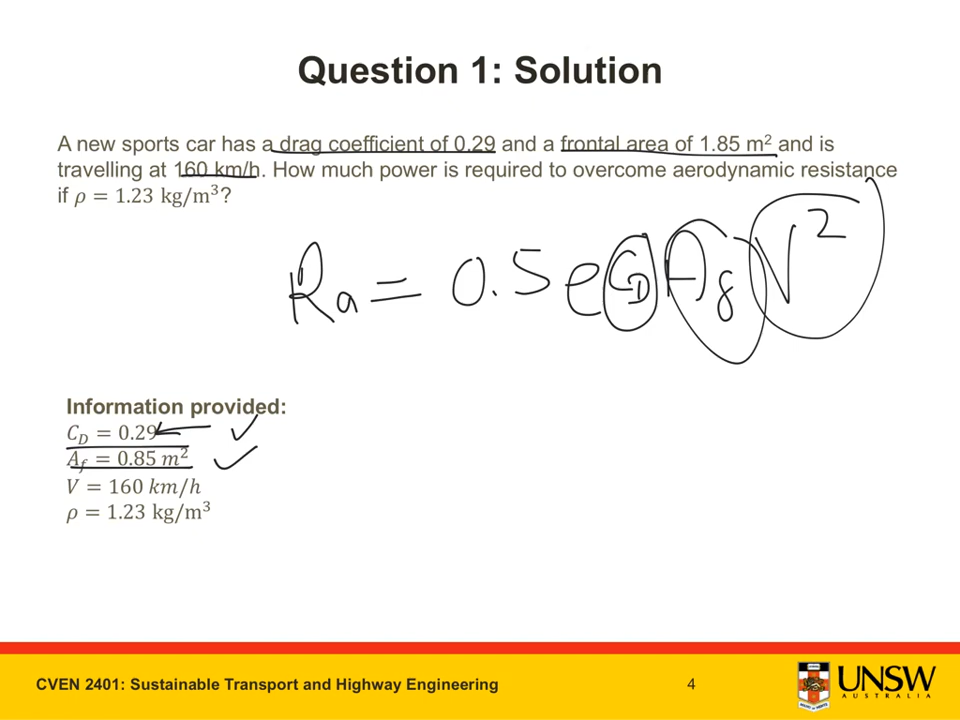 Question 1: Solution
A new sports car has a drag coefficient of 0.29 and a frontal area of 1.85 m² and is
travelling at 160 km/h. How much power is required to overcome aerodynamic resistance
if ρ = 1.23 kg/m³?
Ra = 0.5 ρ C_D A_f V²
Information provided:
C_D = 0.29
A_f = 0.85 m²
V = 160 km/h
ρ = 1.23 kg/m³
CVEN 2401: Sustainable Transport and Highway Engineering
4
UNSW
AUSTRALIA